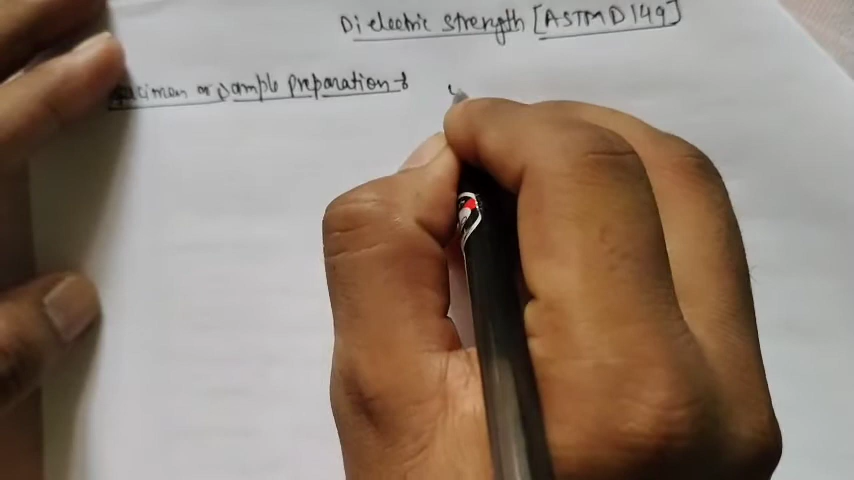 Dielectric strength [ASTM D149]
Specimen or Sample preparation :-